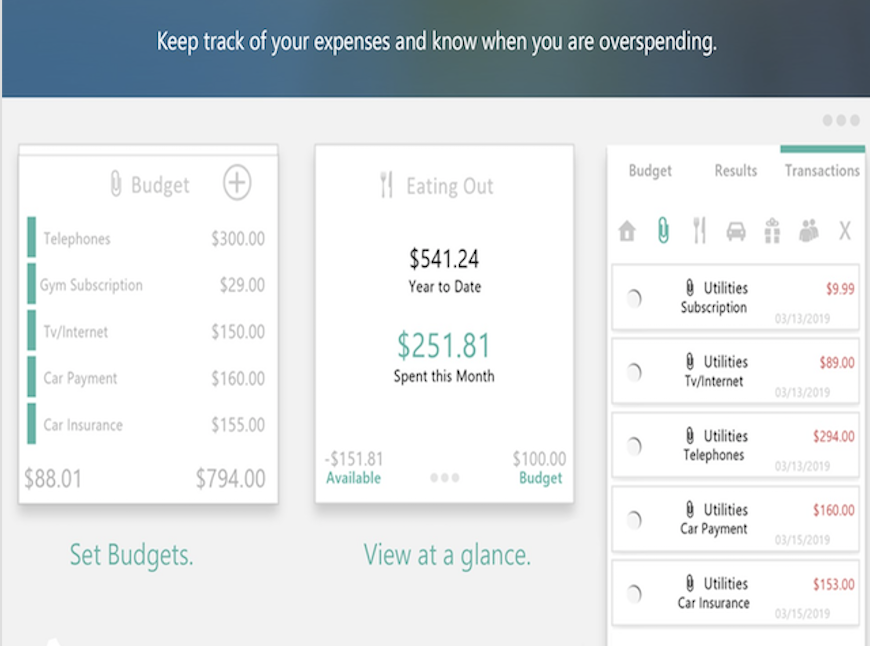 Keep track of your expenses and know when you are overspending.
Budget
Telephones $300.00
Gym Subscription $29.00
Tv/Internet $150.00
Car Payment $160.00
Car Insurance $155.00
$88.01 $794.00
Set Budgets.
Eating Out
$541.24
Year to Date
$251.81
Spent this Month
-$151.81 $100.00
Available Budget
View at a glance.
Budget Results Transactions
X
Utilities $9.99
Subscription
03/13/2019
Utilities $89.00
Tv/Internet
03/13/2019
Utilities $294.00
Telephones
03/13/2019
Utilities $160.00
Car Payment
03/15/2019
Utilities $153.00
Car Insurance
03/15/2019